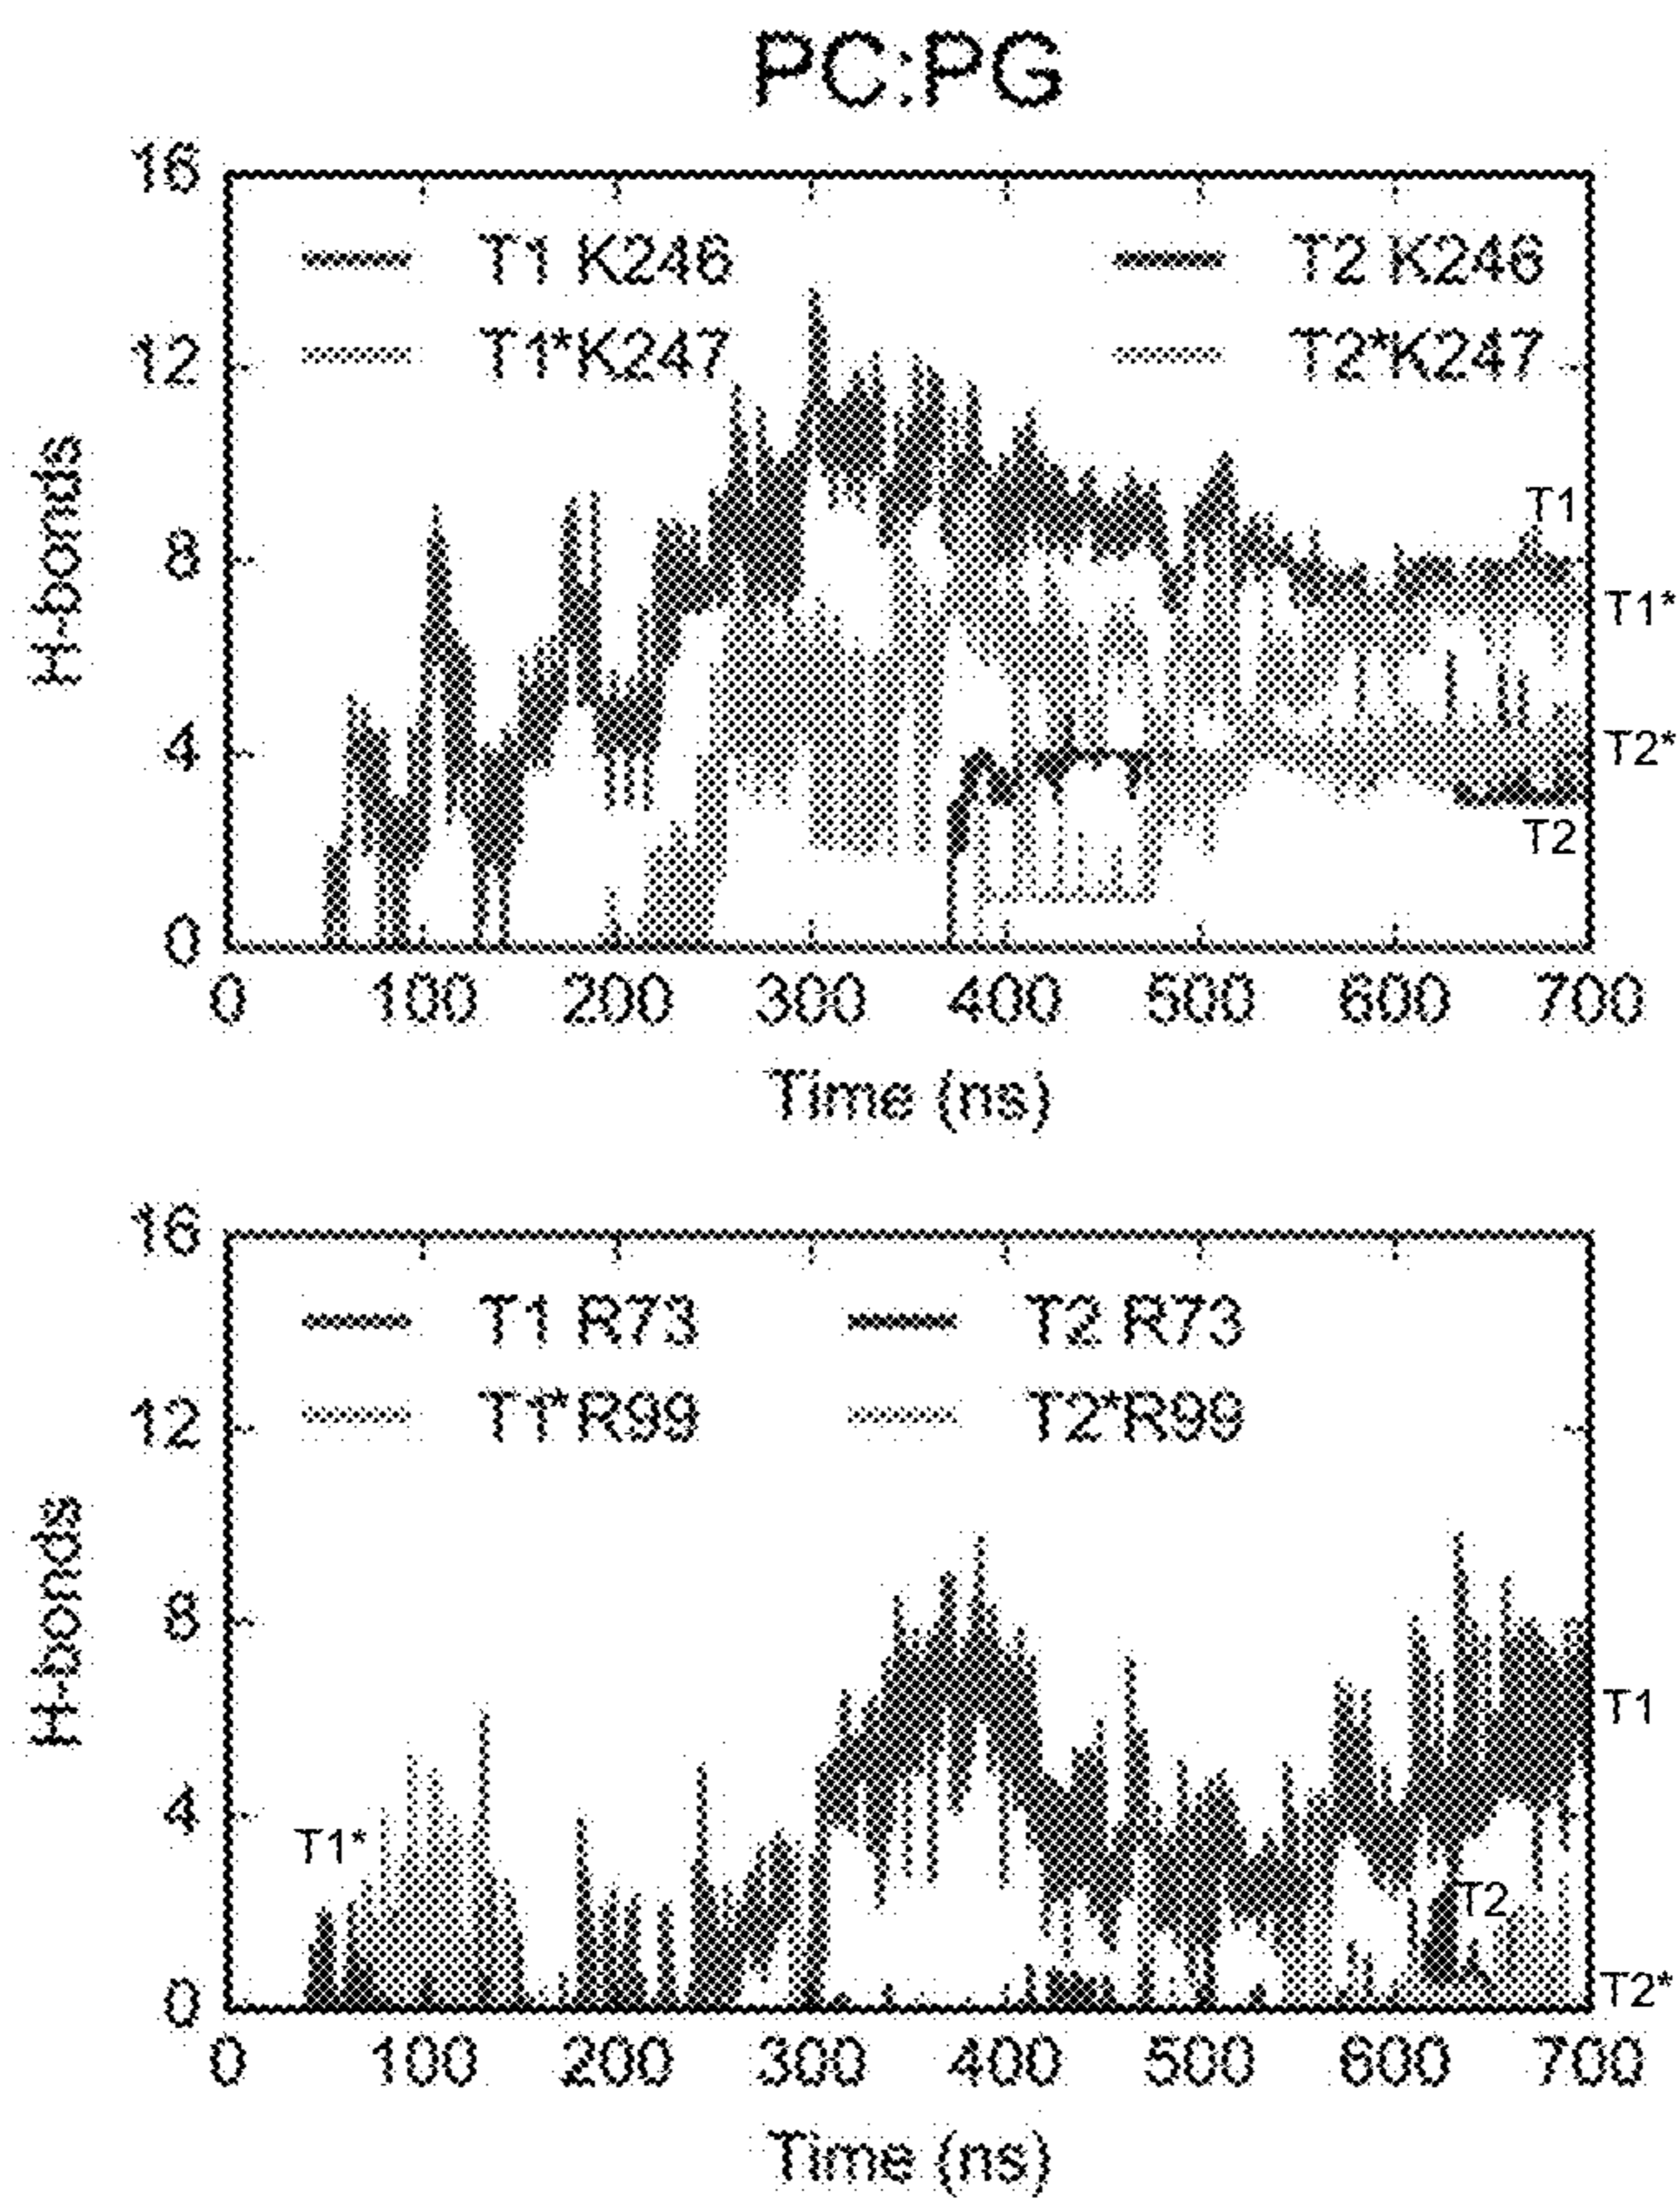 PC:PG
16
T1 K246 T2 K246
12 T1*K247 T2*K247
H-bonds
8 T1
T1*
4 T2*
T2
0
0 100 200 300 400 500 600 700
Time (ns)
16
T1 R73 T2 R73
12 T1*R99 T2*R99
H-bonds
8
T1
4
T1*
T2
0 T2*
0 100 200 300 400 500 600 700
Time (ns)